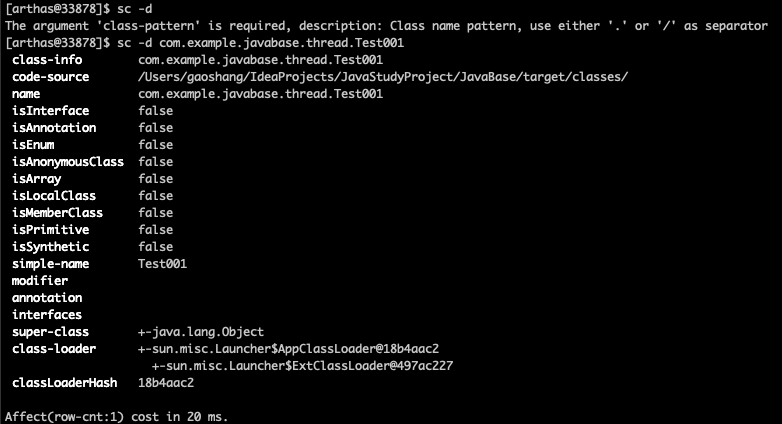 [arthas@33878]$ sc -d
The argument 'class-pattern' is required, description: Class name pattern, use either '.' or '/' as separator
[arthas@33878]$ sc -d com.example.javabase.thread.Test001
class-info com.example.javabase.thread.Test001
code-source /Users/gaoshang/IdeaProjects/JavaStudyProject/JavaBase/target/classes/
name com.example.javabase.thread.Test001
isInterface false
isAnnotation false
isEnum false
isAnonymousClass false
isArray false
isLocalClass false
isMemberClass false
isPrimitive false
isSynthetic false
simple-name Test001
modifier
annotation
interfaces
super-class +-java.lang.Object
class-loader +-sun.misc.Launcher$AppClassLoader@18b4aac2
+-sun.misc.Launcher$ExtClassLoader@497ac227
classLoaderHash 18b4aac2
Affect(row-cnt:1) cost in 20 ms.